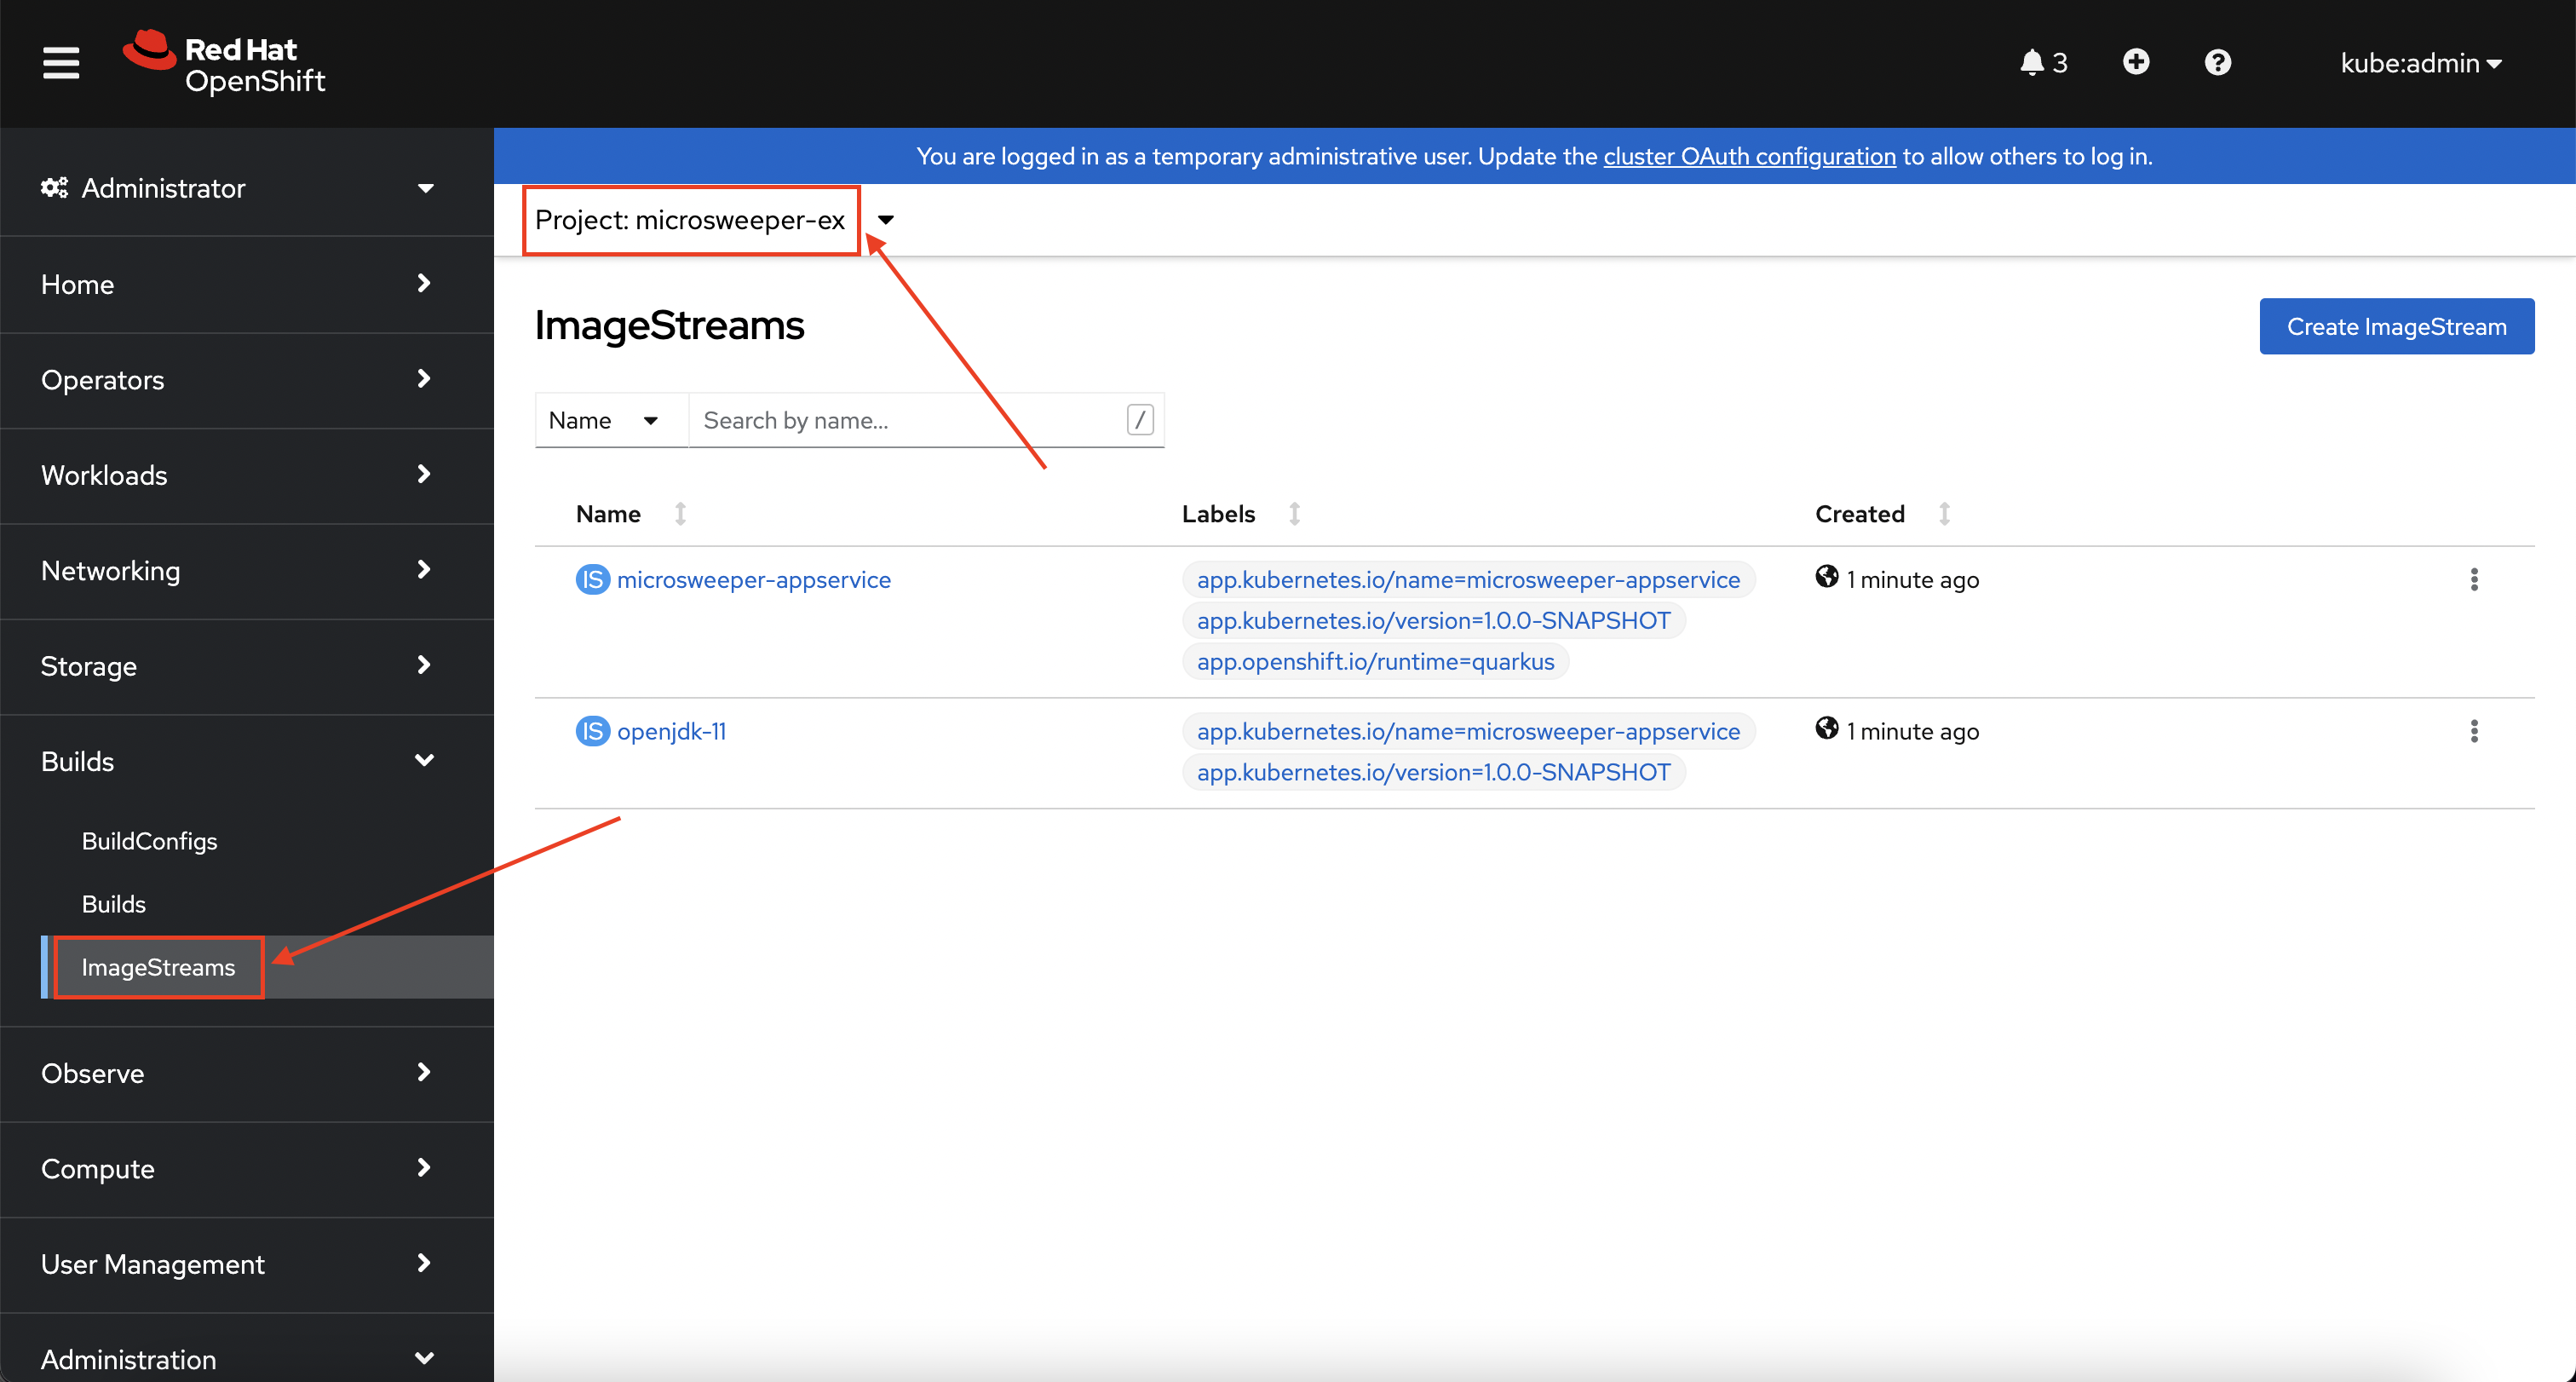 Red Hat
OpenShift
3
kube:admin
You are logged in as a temporary administrative user. Update the cluster OAuth configuration to allow others to log in.
Administrator
Home
Operators
Workloads
Networking
Storage
Builds
BuildConfigs
Builds
ImageStreams
Observe
Compute
User Management
Administration
Project: microsweeper-ex
ImageStreams
Create ImageStream
Name
Search by name...
/
Name
Labels
Created
IS microsweeper-appservice
app.kubernetes.io/name=microsweeper-appservice
app.kubernetes.io/version=1.0.0-SNAPSHOT
app.openshift.io/runtime=quarkus
1 minute ago
IS openjdk-11
app.kubernetes.io/name=microsweeper-appservice
app.kubernetes.io/version=1.0.0-SNAPSHOT
1 minute ago